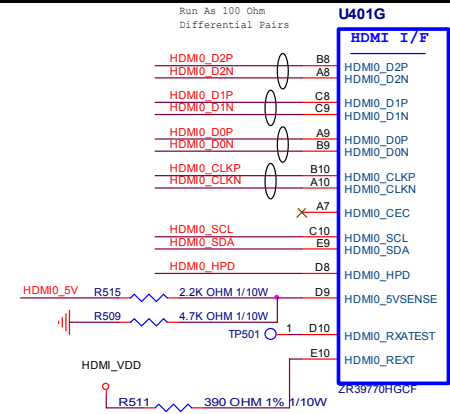 Run As 100 Ohm
Differential Pairs
U401G
HDMI I/F
HDMI0_D2P B8 HDMI0_D2P
HDMI0_D2N A8 HDMI0_D2N
HDMI0_D1P C8 HDMI0_D1P
HDMI0_D1N C9 HDMI0_D1N
HDMI0_D0P A9 HDMI0_D0P
HDMI0_D0N B9 HDMI0_D0N
HDMI0_CLKP B10 HDMI0_CLKP
HDMI0_CLKN A10 HDMI0_CLKN
A7 HDMI0_CEC
HDMI0_SCL C10 HDMI0_SCL
HDMI0_SDA E9 HDMI0_SDA
HDMI0_HPD D8 HDMI0_HPD
HDMI0_5V R515 2.2K OHM 1/10W D9 HDMI0_5VSENSE
R509 4.7K OHM 1/10W
TP501 1 D10 HDMI0_RXATEST
E10 HDMI0_REXT
HDMI_VDD
ZR39770HGCF
R511 390 OHM 1% 1/10W